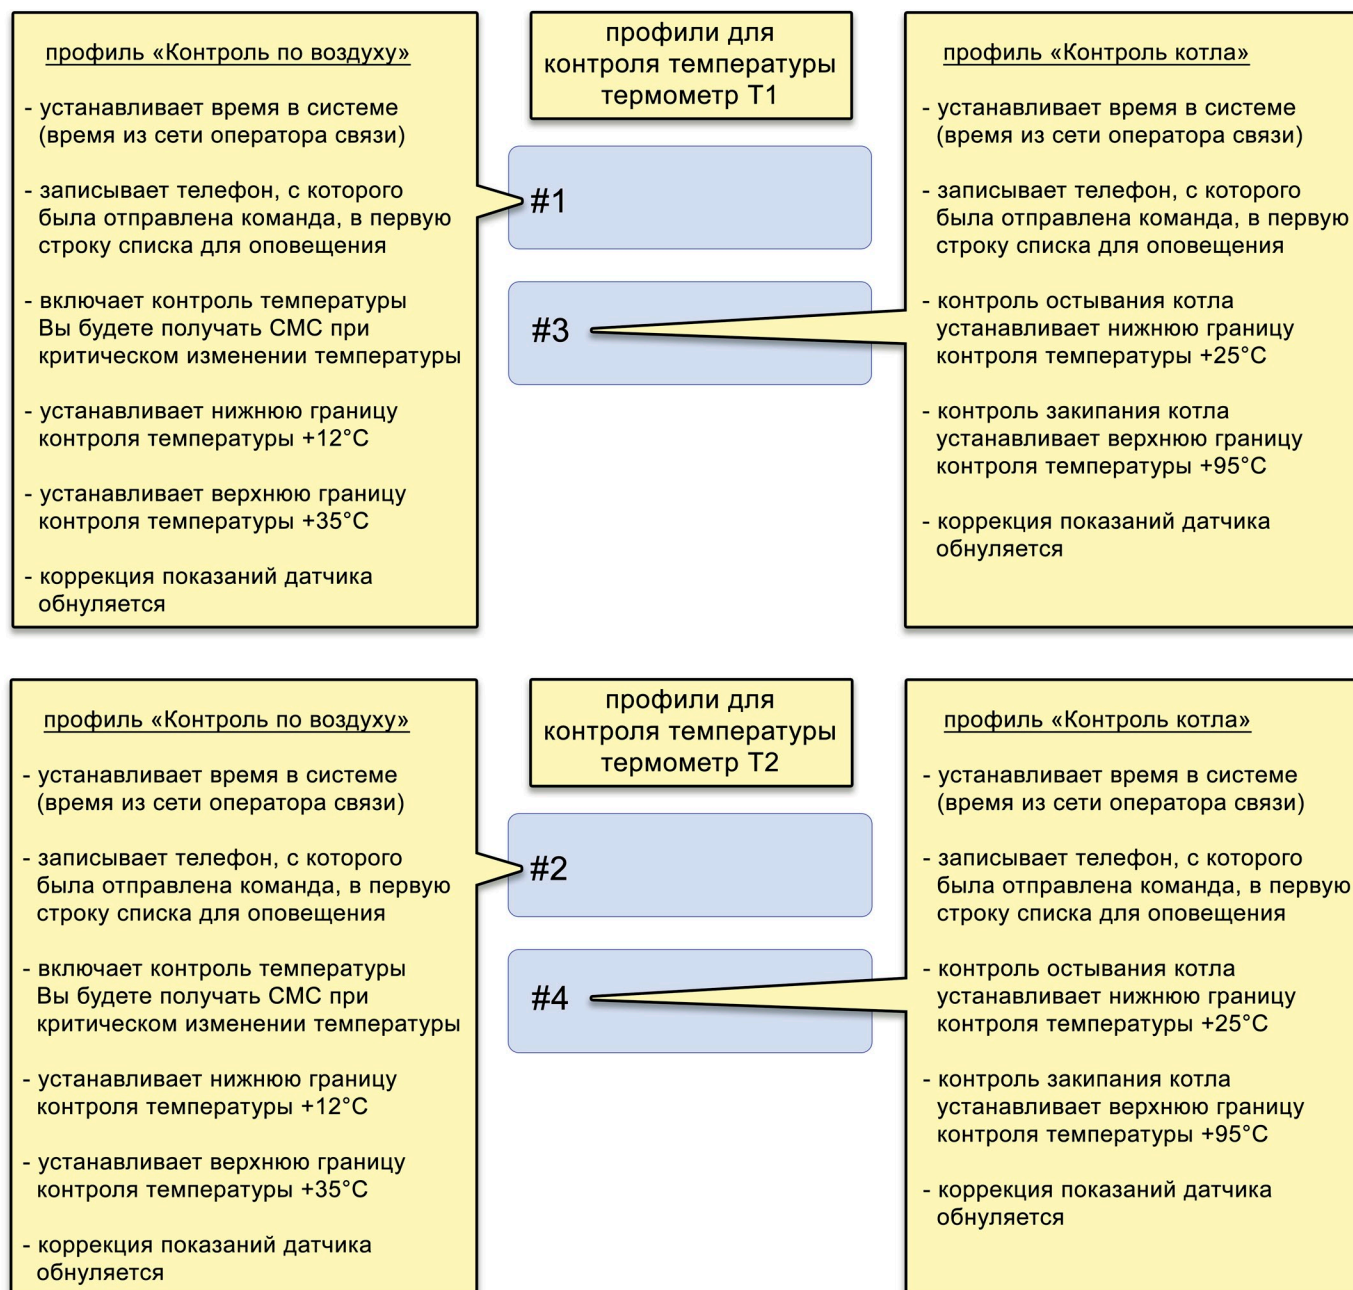 профиль «Контроль по воздуху»
- устанавливает время в системе
(время из сети оператора связи)
- записывает телефон, с которого
была отправлена команда, в первую
строку списка для оповещения
- включает контроль температуры
Вы будете получать СМС при
критическом изменении температуры
- устанавливает нижнюю границу
контроля температуры +12°C
- устанавливает верхнюю границу
контроля температуры +35°C
- коррекция показаний датчика
обнуляется
профили для
контроля температуры
термометр Т1
#1
#3
профиль «Контроль котла»
- устанавливает время в системе
(время из сети оператора связи)
- записывает телефон, с которого
была отправлена команда, в первую
строку списка для оповещения
- контроль остывания котла
устанавливает нижнюю границу
контроля температуры +25°C
- контроль закипания котла
устанавливает верхнюю границу
контроля температуры +95°C
- коррекция показаний датчика
обнуляется
профиль «Контроль по воздуху»
- устанавливает время в системе
(время из сети оператора связи)
- записывает телефон, с которого
была отправлена команда, в первую
строку списка для оповещения
- включает контроль температуры
Вы будете получать СМС при
критическом изменении температуры
- устанавливает нижнюю границу
контроля температуры +12°C
- устанавливает верхнюю границу
контроля температуры +35°C
- коррекция показаний датчика
обнуляется
профили для
контроля температуры
термометр Т2
#2
#4
профиль «Контроль котла»
- устанавливает время в системе
(время из сети оператора связи)
- записывает телефон, с которого
была отправлена команда, в первую
строку списка для оповещения
- контроль остывания котла
устанавливает нижнюю границу
контроля температуры +25°C
- контроль закипания котла
устанавливает верхнюю границу
контроля температуры +95°C
- коррекция показаний датчика
обнуляется